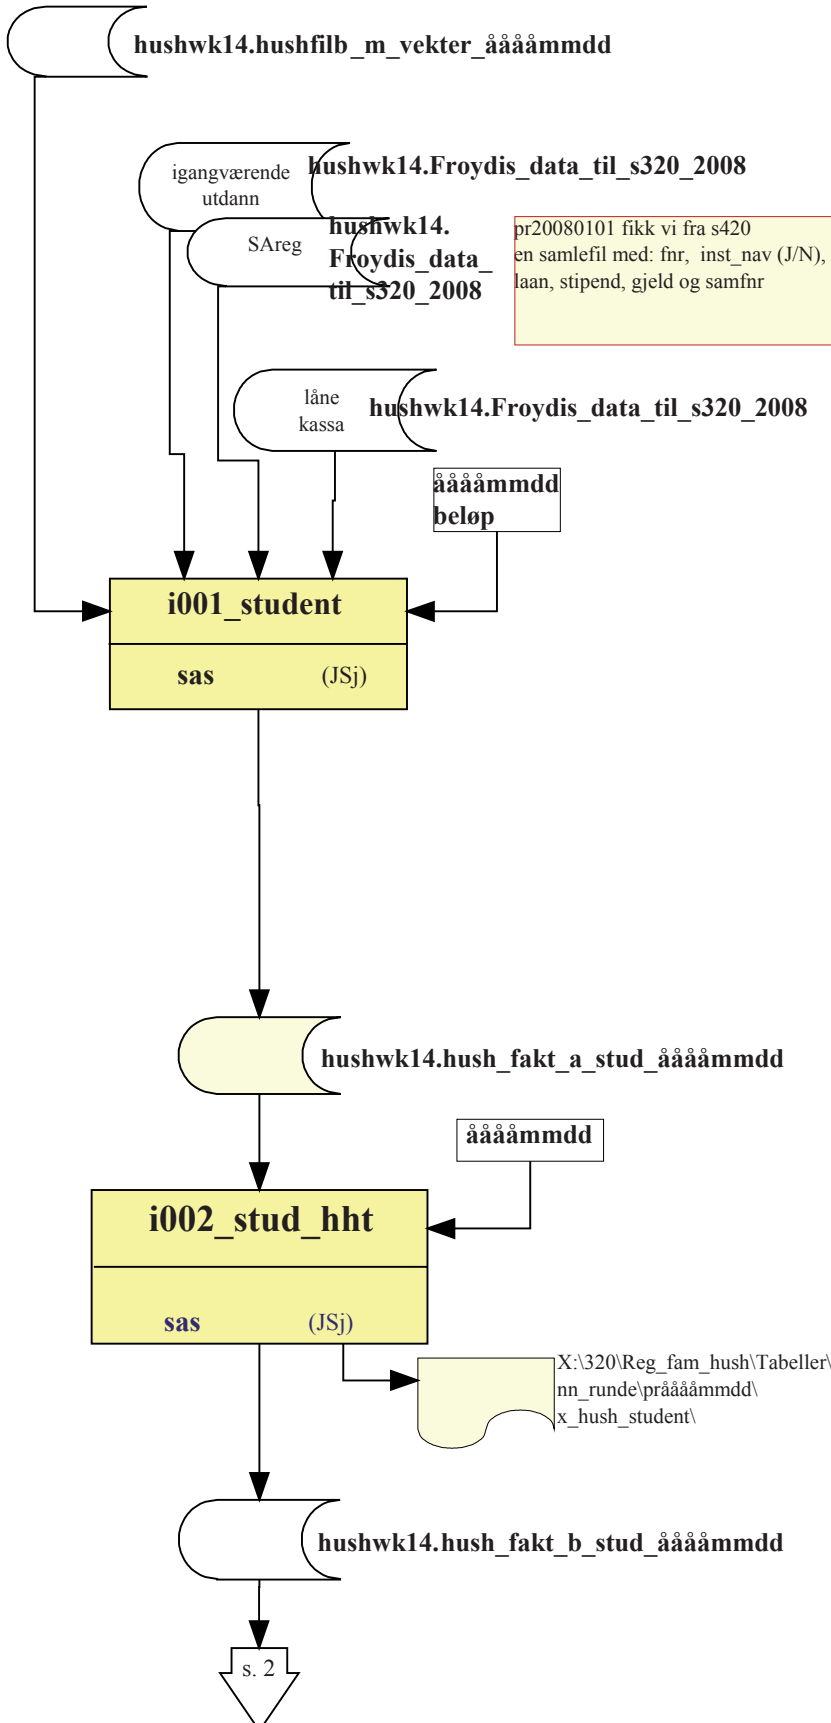 hushwk14.hushfilb_m_vekter_ååååmmdd
igangværende
utdann
hushwk14.Froydis_data_til_s320_2008
SAreg
hushwk14.
Froydis_data_
til_s320_2008
pr20080101 fikk vi fra s420
en samlefil med: fnr, inst_nav (J/N),
laan, stipend, gjeld og samfnr
låne
kassa
hushwk14.Froydis_data_til_s320_2008
ååååmmdd
beløp
i001_student
sas (JSj)
hushwk14.hush_fakt_a_stud_ååååmmdd
ååååmmdd
i002_stud_hht
sas (JSj)
X:\320\Reg_fam_hush\Tabeller\
nn_runde\prååååmmdd\
x_hush_student\
hushwk14.hush_fakt_b_stud_ååååmmdd
s. 2